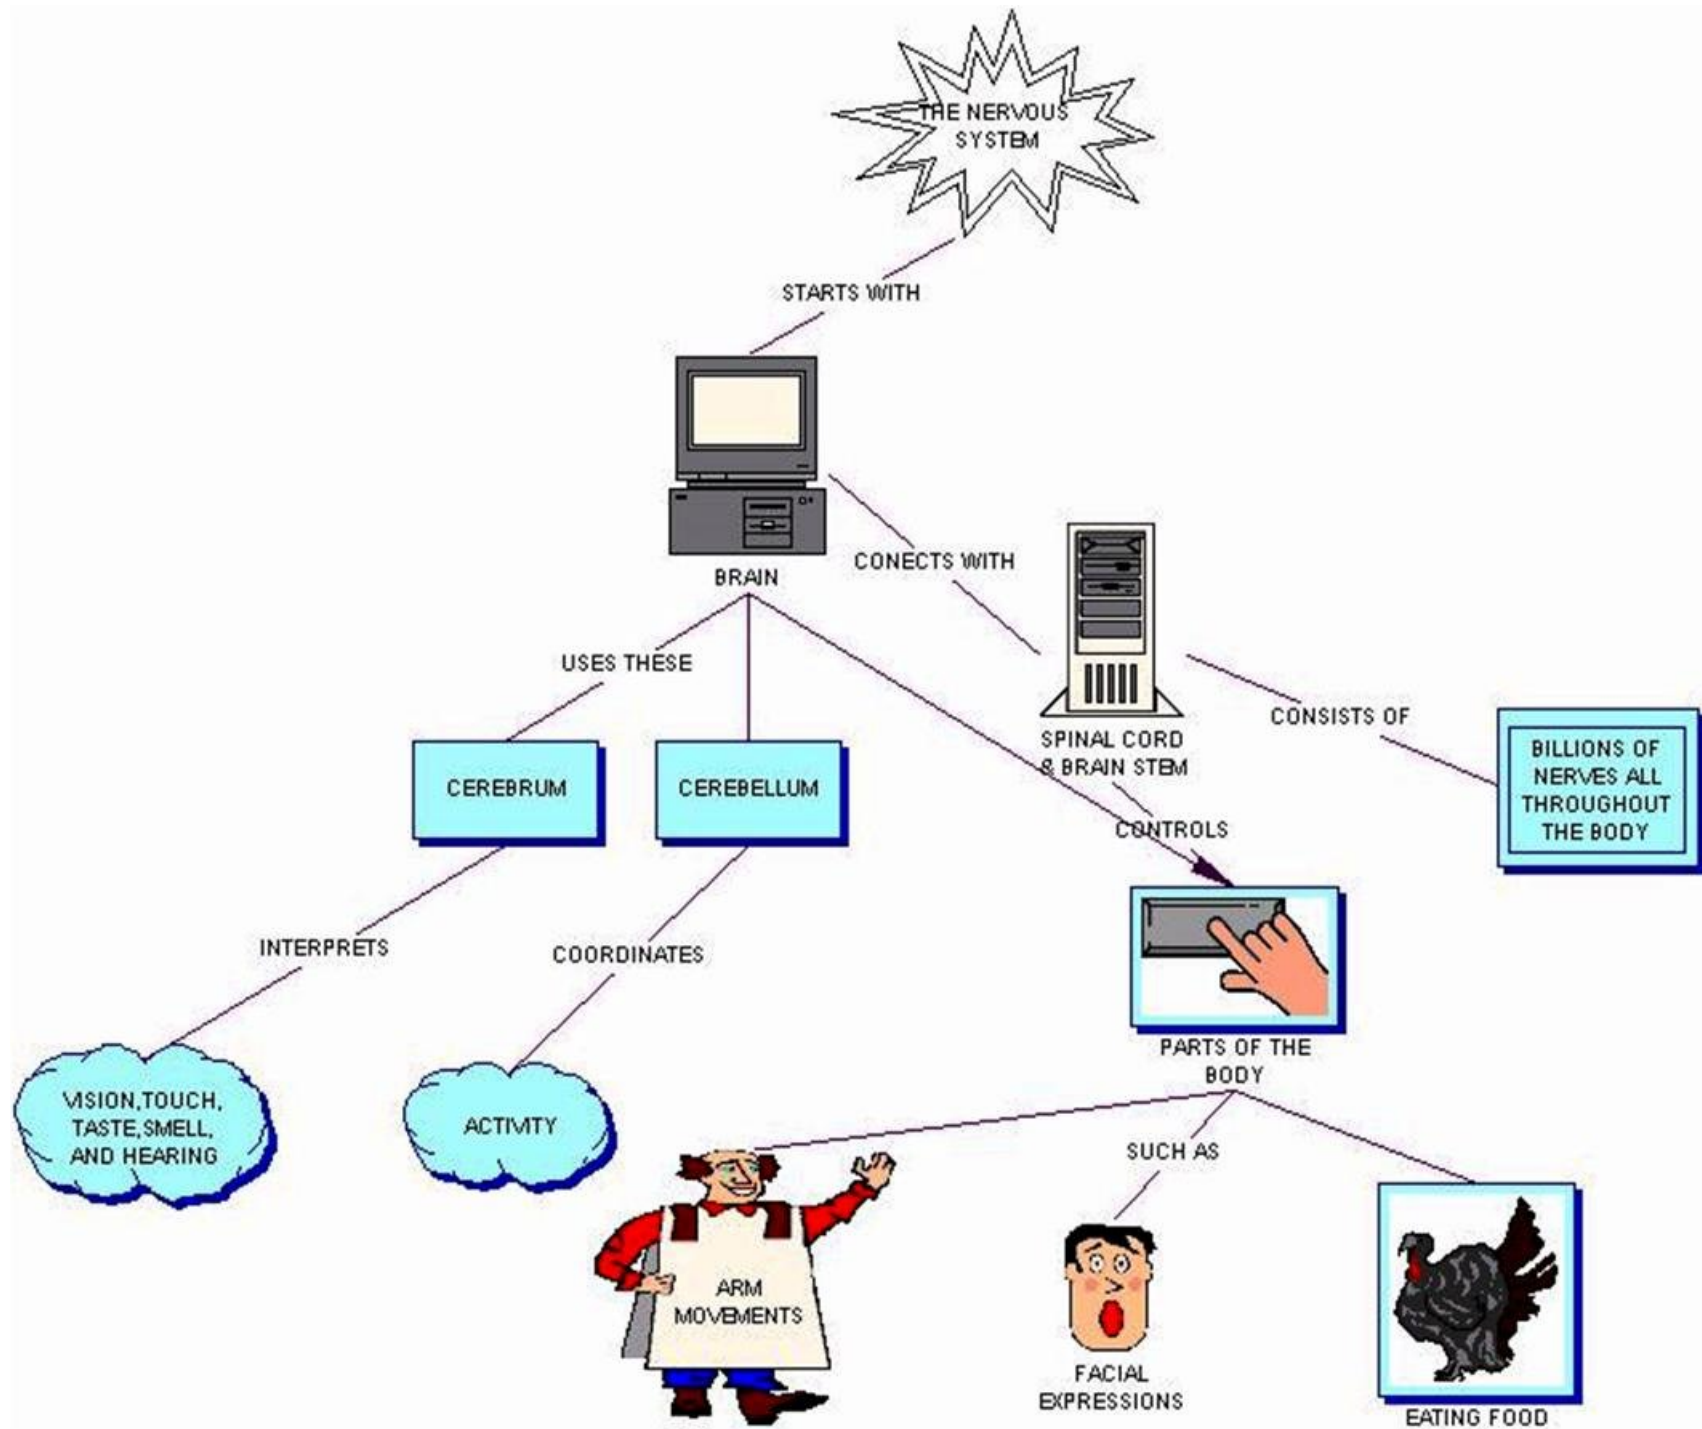 THE NERVOUS
SYSTEM
STARTS WITH
BRAIN
CONECTS WITH
USES THESE
SPINAL CORD
& BRAIN STEM
CONSISTS OF
BILLIONS OF
NERVES ALL
THROUGHOUT
THE BODY
CEREBRUM
CEREBELLUM
CONTROLS
INTERPRETS
COORDINATES
PARTS OF THE
BODY
VISION,TOUCH,
TASTE,SMELL,
AND HEARING
ACTIVITY
SUCH AS
ARM
MOVEMENTS
FACIAL
EXPRESSIONS
EATING FOOD